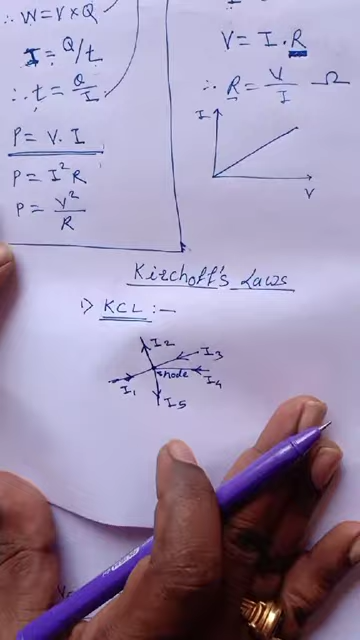 ∴ W = V × Q
I = Q/t
∴ t = Q/I
P = V. I
P = I²R
P = V²/R
V = I. R
∴ R = V/I Ω
I
V
Kirchoff's Laws
1) KCL :-
I2
I3
node
I4
I1
I5